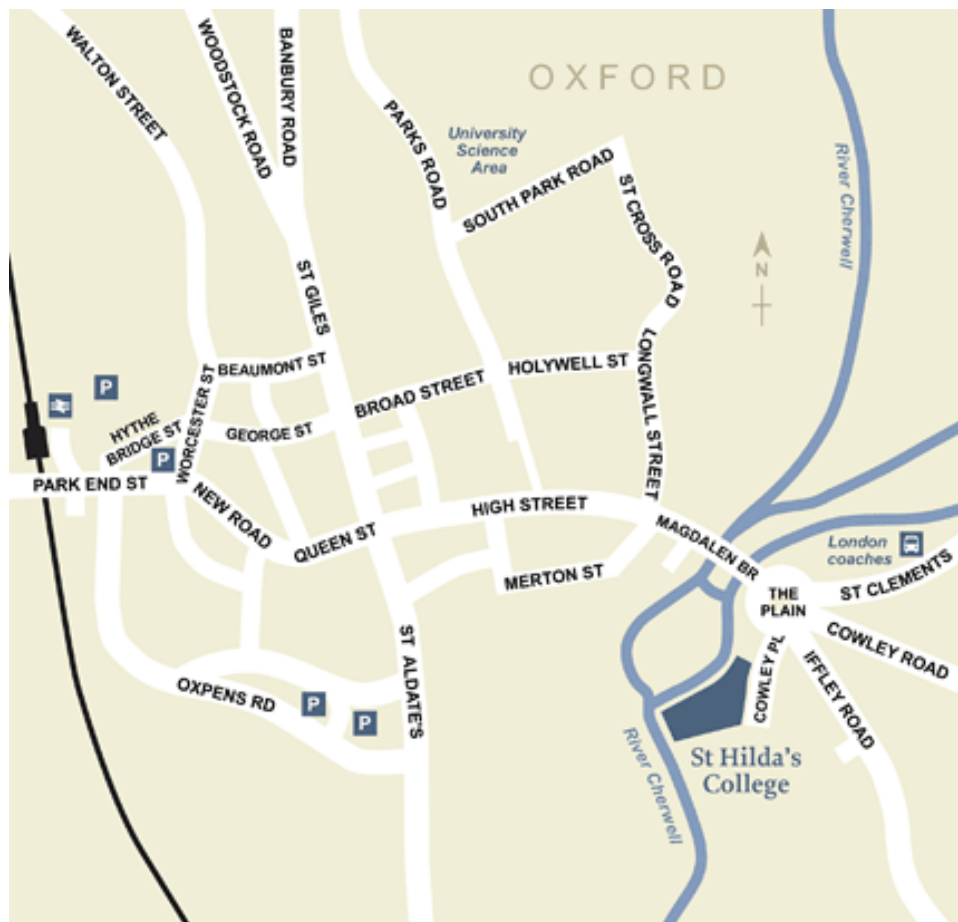 OXFORD
WALTON STREET
WOODSTOCK ROAD
BANBURY ROAD
PARKS ROAD
University
Science
Area
SOUTH PARK ROAD
ST CROSS ROAD
River Cherwell
N
ST GILES
BEAUMONT ST
HOLYWELL ST
LONGWALL STREET
BROAD STREET
P
HYTHE
BRIDGE ST
WORCESTER ST
GEORGE ST
P
PARK END ST
NEW ROAD
QUEEN ST
HIGH STREET
MAGDALEN BR
London
coaches
MERTON ST
THE
PLAIN
ST CLEMENTS
COWLEY ROAD
COWLEY PL
IFFLEY ROAD
ST ALDATE'S
OXPENS RD
P
P
River Cherwell
St Hilda's
College